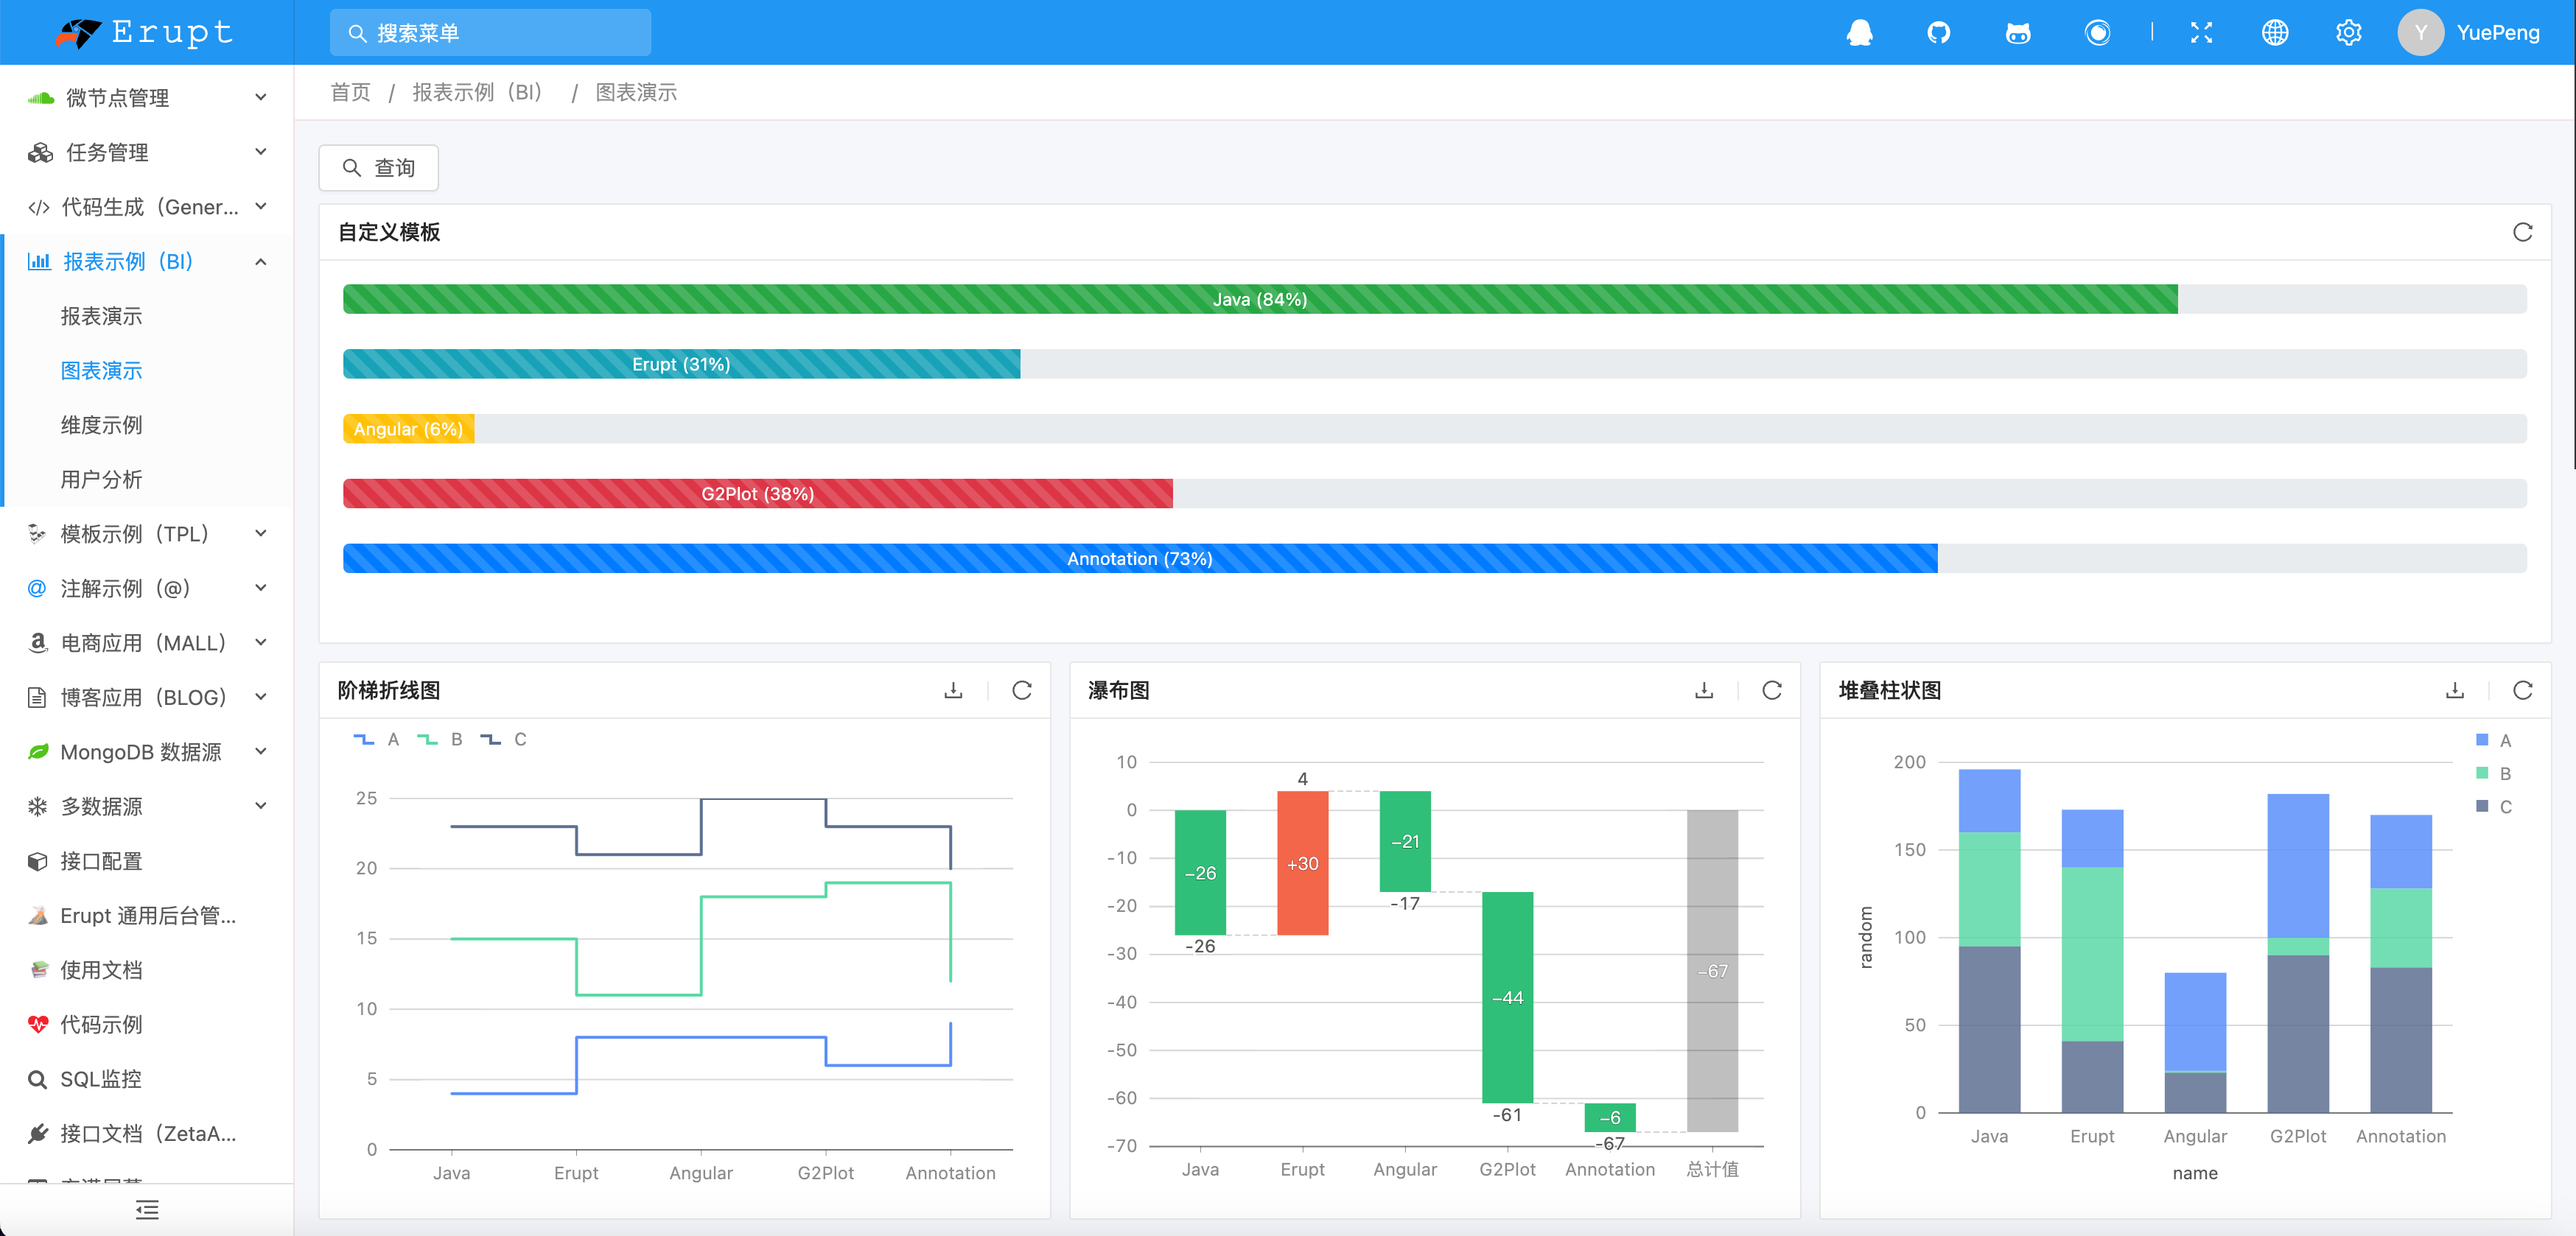 Erupt
搜索菜单
Y
YuePeng
微节点管理
任务管理
代码生成（Gener...
报表示例（BI）
报表演示
图表演示
维度示例
用户分析
模板示例（TPL）
注解示例（@）
电商应用（MALL）
博客应用（BLOG）
MongoDB 数据源
多数据源
接口配置
Erupt 通用后台管...
使用文档
代码示例
SQL监控
接口文档（ZetaA...
首页 / 报表示例（BI） / 图表演示
查询
自定义模板
Java (84%)
Erupt (31%)
Angular (6%)
G2Plot (38%)
Annotation (73%)
阶梯折线图
A B C
25
20
15
10
5
0
Java Erupt Angular G2Plot Annotation
瀑布图
10
0
-10
-20
-30
-40
-50
-60
-70
4
-26
+30
-21
-26
-17
-44
-61
-6
-67
-67
Java Erupt Angular G2Plot Annotation 总计值
堆叠柱状图
A
B
C
random
200
150
100
50
0
Java Erupt Angular G2Plot Annotation
name